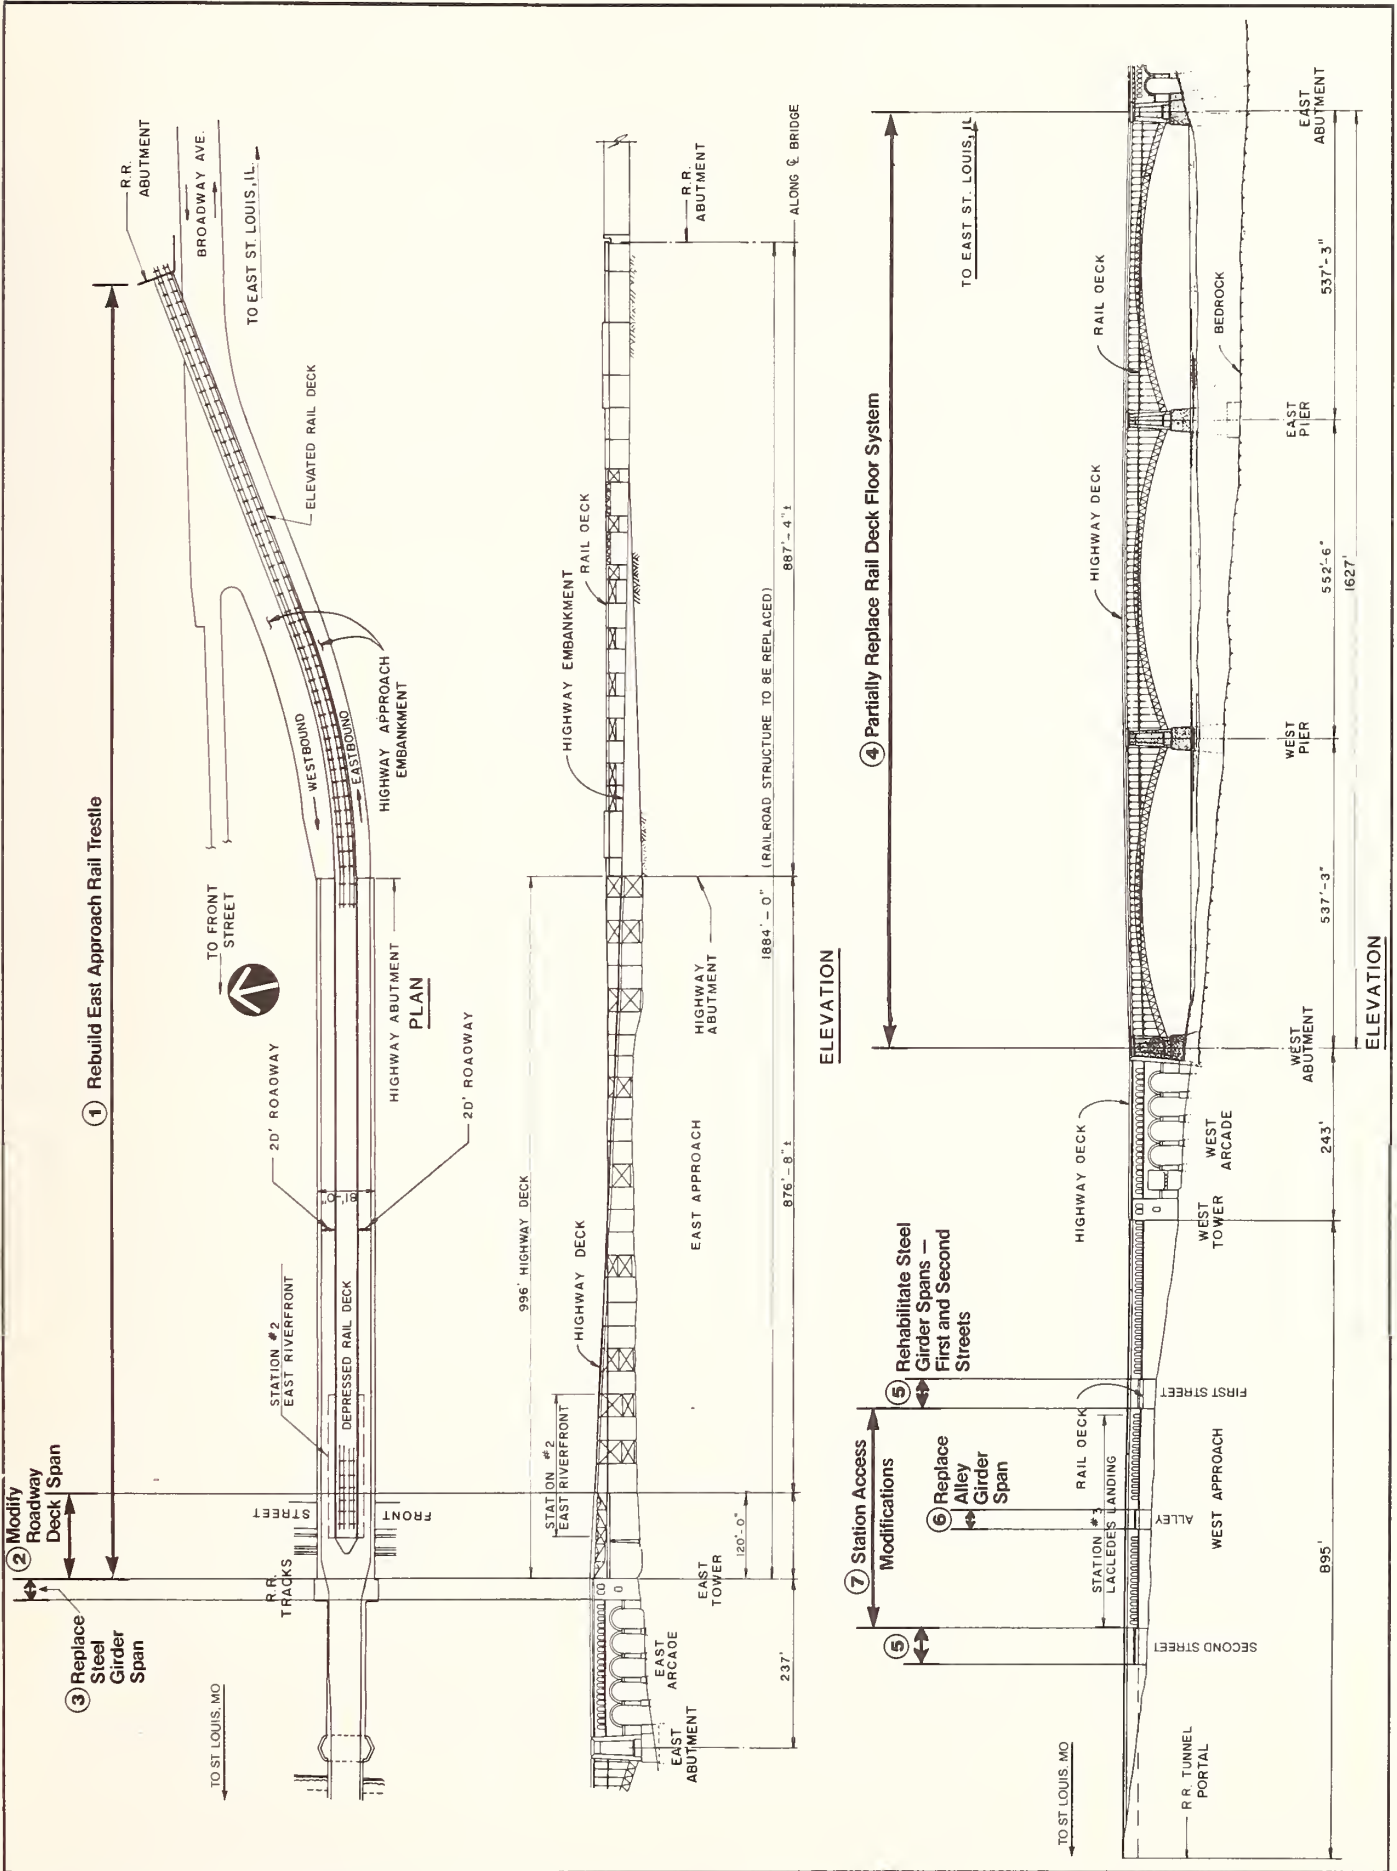 ① Rebuild East Approach Rail Trestle
② Modify
Roadway
Deck Span
③ Replace
Steel
Girder
Span
R.R.
ABUTMENT
BROADWAY AVE.
TO EAST ST. LOUIS, IL.
ELEVATED RAIL DECK
WESTBOUND
EASTBOUND
HIGHWAY APPROACH
EMBANKMENT
TO FRONT
STREET
HIGHWAY ABUTMENT
PLAN
2D' ROADWAY
2D' ROADWAY
81'-0"
STATION #2
EAST RIVERFRONT
DEPRESSED RAIL DECK
FRONT
STREET
R.R.
TRACKS
TO ST LOUIS, MO
ALONG ℄ BRIDGE
R.R.
ABUTMENT
RAIL DECK
HIGHWAY EMBANKMENT
887'-4"±
1884'-0" (RAILROAD STRUCTURE TO BE REPLACED)
HIGHWAY
ABUTMENT
996' HIGHWAY DECK
HIGHWAY DECK
EAST APPROACH
876'-8"±
STATION #2
EAST RIVERFRONT
120'-0"
EAST
TOWER
EAST
ARCADE
EAST
ABUTMENT
237'
ELEVATION
④ Partially Replace Rail Deck Floor System
TO EAST ST. LOUIS, IL
RAIL DECK
HIGHWAY DECK
BEDROCK
EAST
ABUTMENT
537'-3"
EAST
PIER
552'-6"
1627'
WEST
PIER
537'-3"
WEST
ABUTMENT
HIGHWAY DECK
WEST
ARCADE
243'
WEST
TOWER
⑤ Rehabilitate Steel
Girder Spans —
First and Second
Streets
⑥ Replace
Alley
Girder
Span
⑦ Station Access
Modifications
⑤
FIRST STREET
RAIL DECK
STATION #3
LACLEDES LANDING
ALLEY
WEST APPROACH
SECOND STREET
895'
R R TUNNEL
PORTAL
TO ST LOUIS, MO
ELEVATION